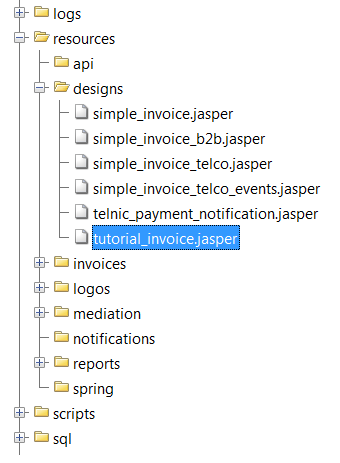 logs
resources
api
designs
simple_invoice.jasper
simple_invoice_b2b.jasper
simple_invoice_telco.jasper
simple_invoice_telco_events.jasper
telnic_payment_notification.jasper
tutorial_invoice.jasper
invoices
logos
mediation
notifications
reports
spring
scripts
sql